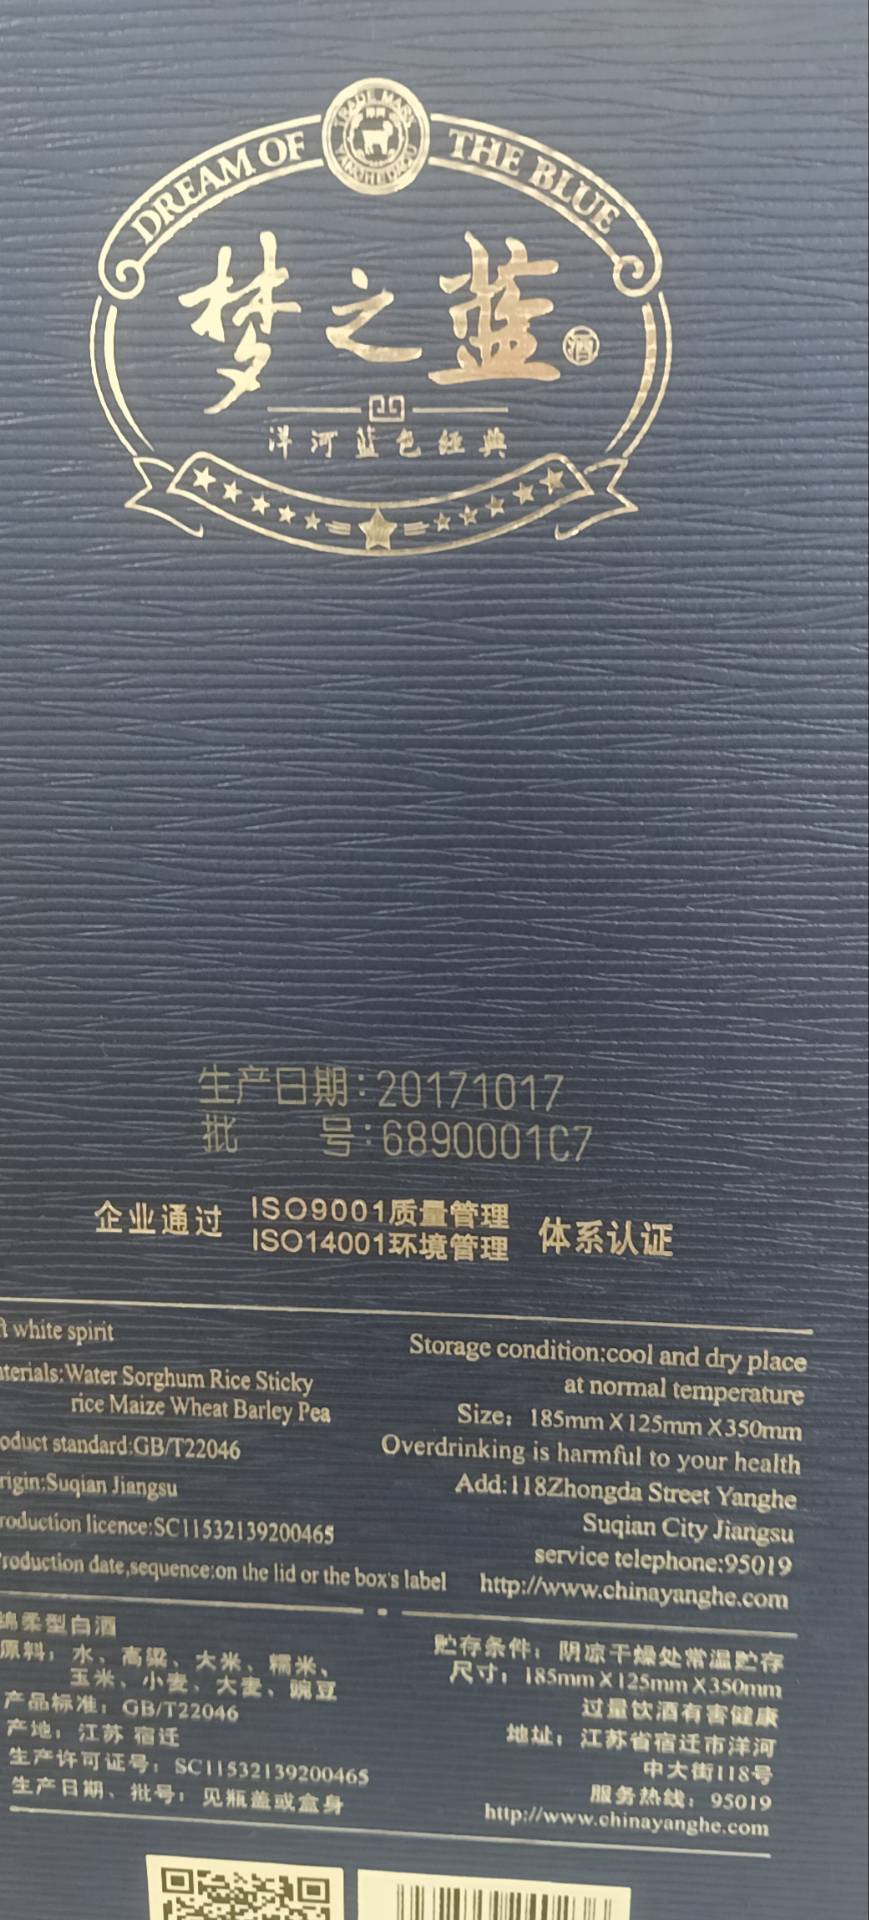 DREAM OF THE BLUE
TRADE MARK
梦之蓝 酒
洋河蓝色经典
生产日期:20171017
批 号:6890001C7
企业通过 ISO9001质量管理 体系认证
ISO14001环境管理
white spirit
Water Sorghum Rice Sticky
rice Maize Wheat Barley Pea
standard:GB/T22046
Suqian Jiangsu
licence:SC11532139200465
date,sequence:on the lid or the box's label
Storage condition:cool and dry place
at normal temperature
Size: 185mm X125mm X350mm
Overdrinking is harmful to your health
Add:118Zhongda Street Yanghe
Suqian City Jiangsu
service telephone:95019
http://www.chinayanghe.com
绵柔型白酒
原料：水、高粱、大米、糯米、
玉米、小麦、大麦、豌豆
产品标准：GB/T22046
产地：江苏 宿迁
生产许可证号：SC11532139200465
生产日期、批号：见瓶盖或盒身
贮存条件：阴凉干燥处常温贮存
尺寸：185mm X125mm X350mm
过量饮酒有害健康
地址：江苏省宿迁市洋河
中大街118号
服务热线：95019
http://www.chinayanghe.com